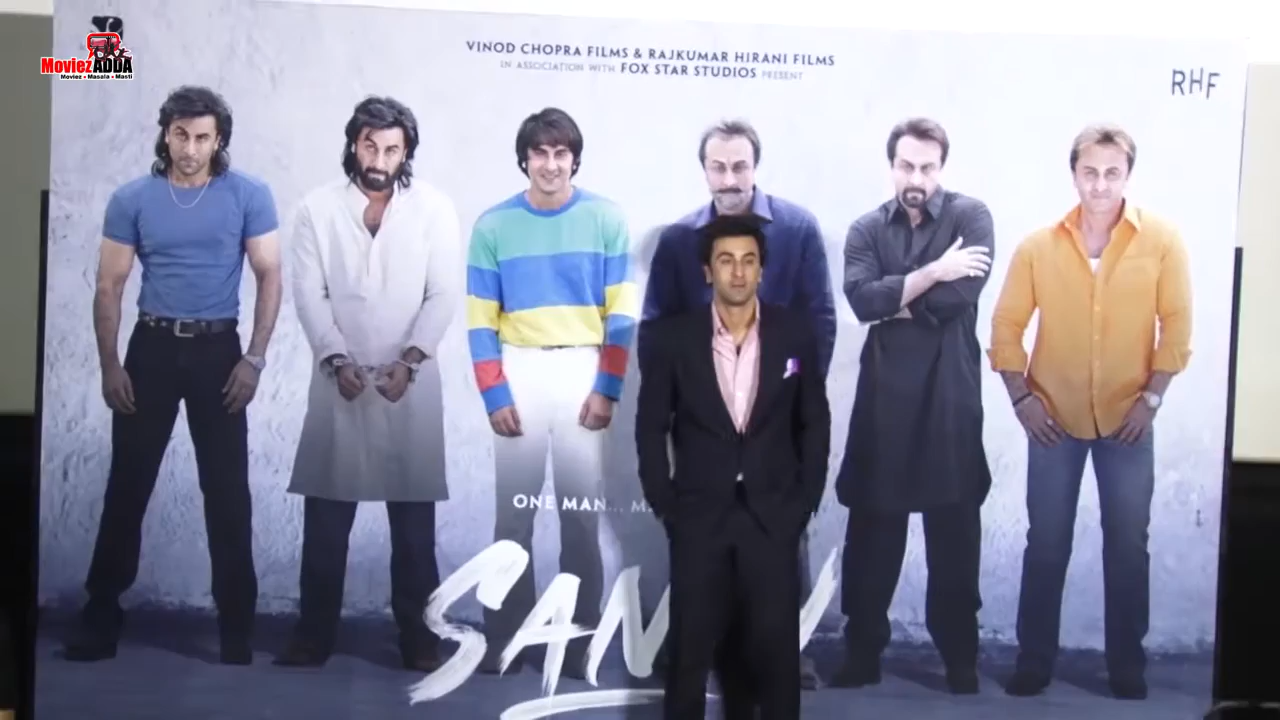 MoviezADDA
Moviez • Masala • Masti
VINOD CHOPRA FILMS & RAJKUMAR HIRANI FILMS
IN ASSOCIATION WITH FOX STAR STUDIOS PRESENT
RHF
ONE MAN... M
SAN